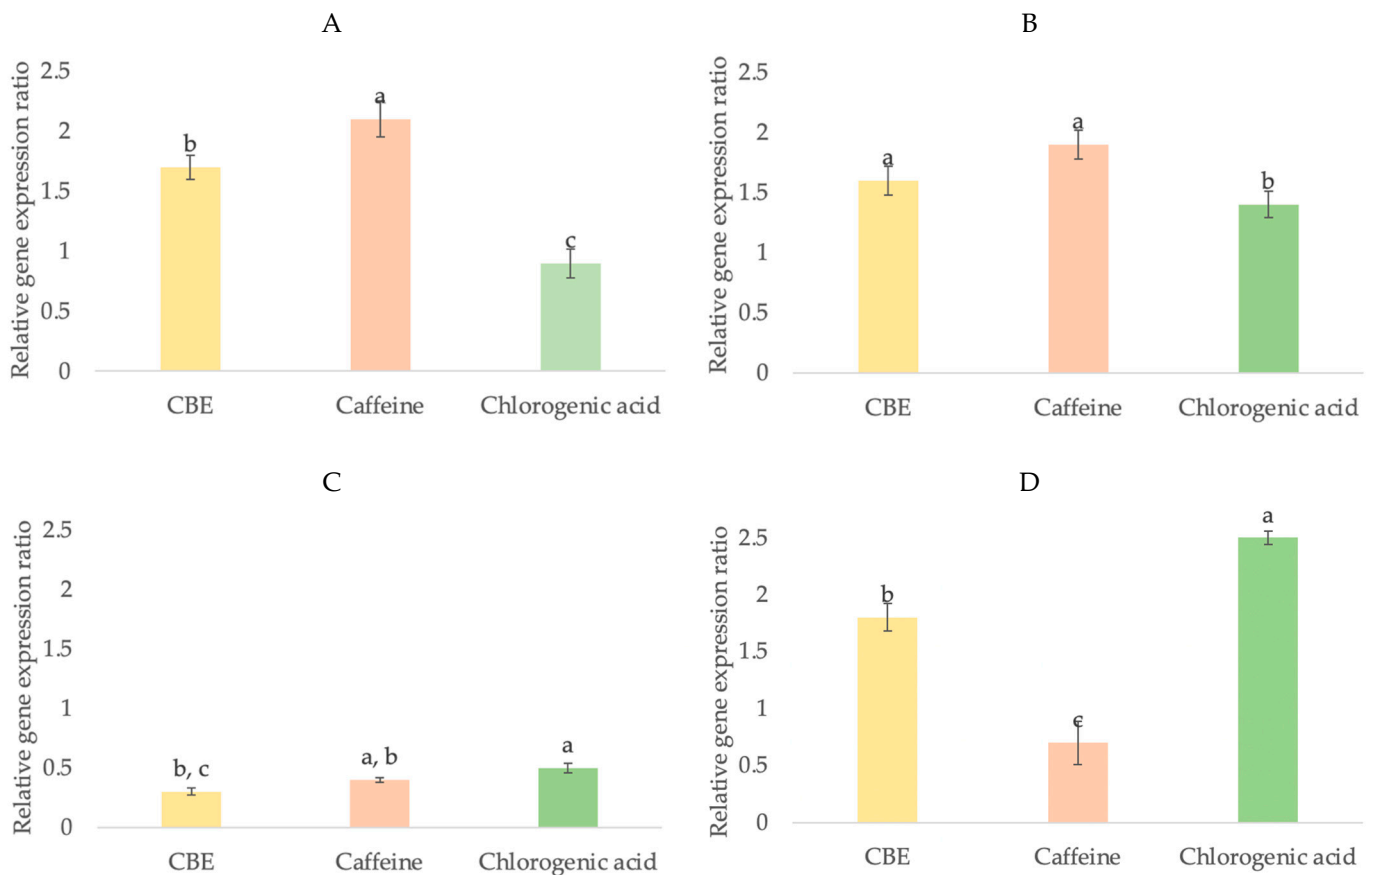 A
Relative gene expression ratio
2.5
2
1.5
1
0.5
0
b
a
c
CBE
Caffeine
Chlorogenic acid
B
Relative gene expression ratio
2.5
2
1.5
1
0.5
0
a
a
b
CBE
Caffeine
Chlorogenic acid
C
Relative gene expression ratio
2.5
2
1.5
1
0.5
0
b, c
a, b
a
CBE
Caffeine
Chlorogenic acid
D
Relative gene expression ratio
2.5
2
1.5
1
0.5
0
b
c
a
CBE
Caffeine
Chlorogenic acid